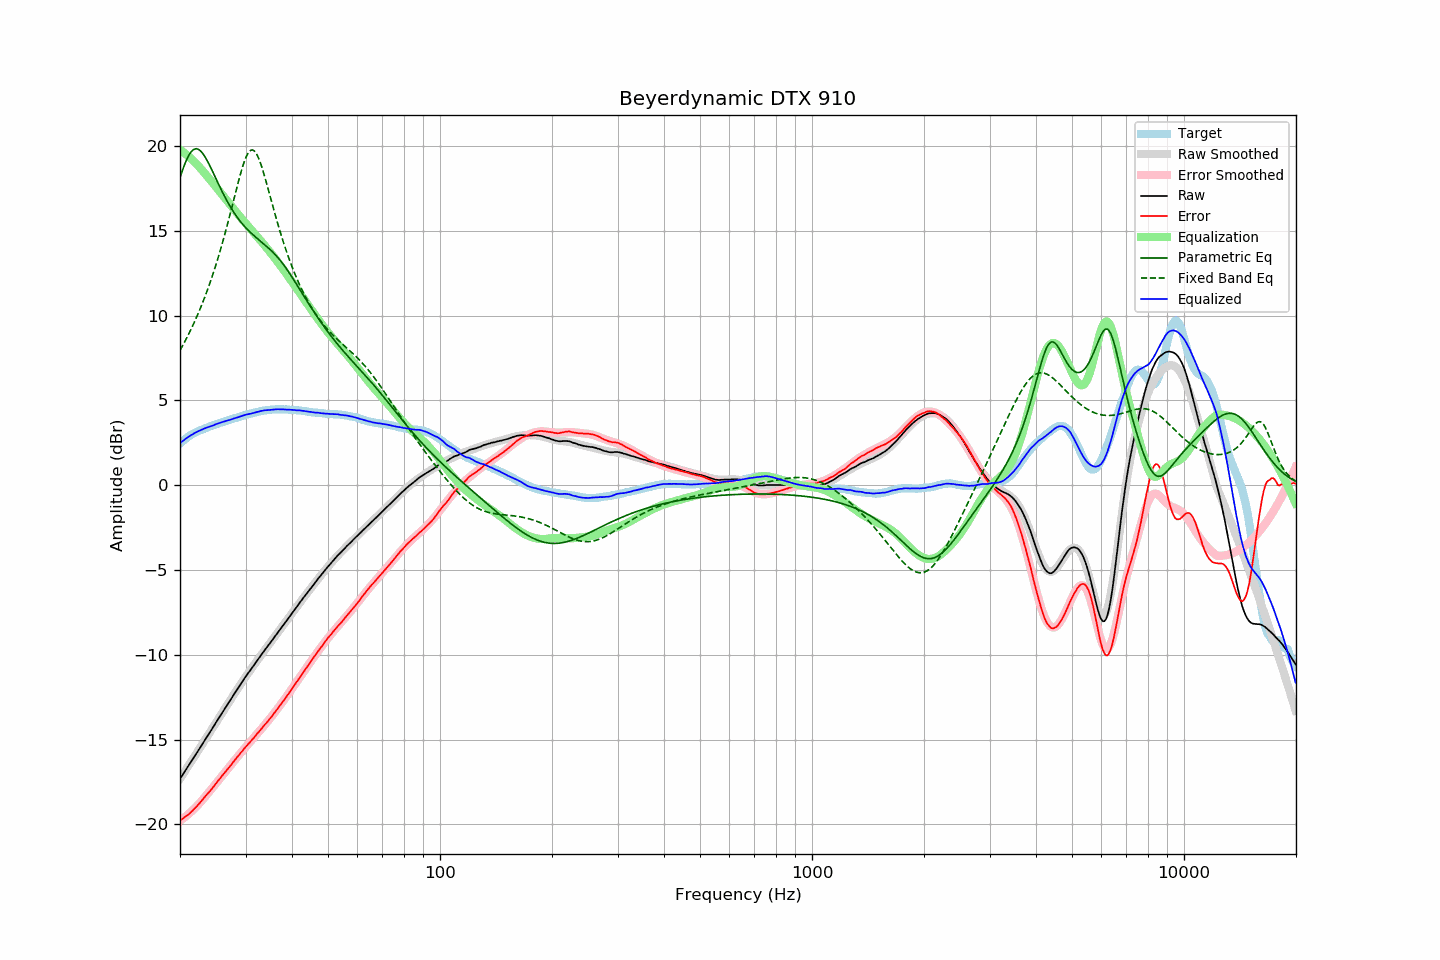 Beyerdynamic DTX 910
Amplitude (dBr)
20
15
10
5
0
−5
−10
−15
−20
100
1000
10000
Frequency (Hz)
Target
Raw Smoothed
Error Smoothed
Raw
Error
Equalization
Parametric Eq
Fixed Band Eq
Equalized